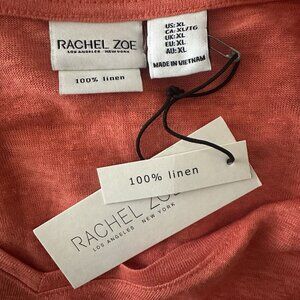 RACHEL ZOE
LOS ANGELES NEW YORK
100% linen
US: XL
CA: XL/TG
UK: XL
EU: XL
AU: XL
MADE IN VIETNAM
100% linen
RACHEL ZO
LOS ANGELES NEW YORK